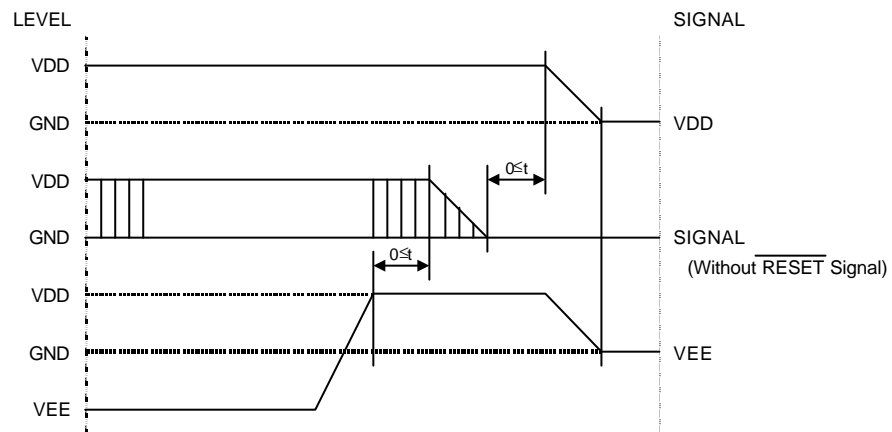 LEVEL
SIGNAL
VDD
GND
VDD
VDD
0≤t
GND
SIGNAL
(Without RESET Signal)
0≤t
VDD
GND
VEE
VEE